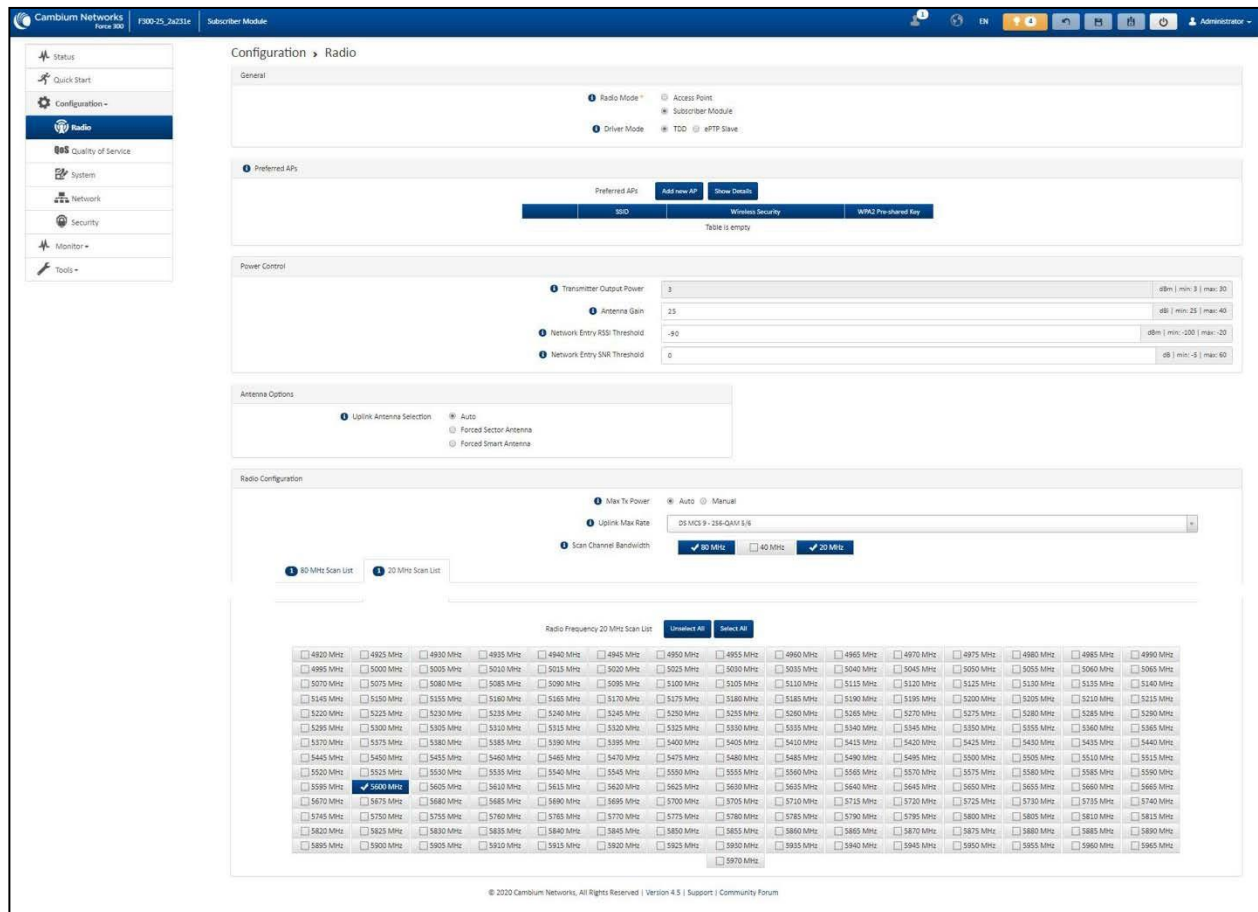 Cambium Networks
Force 300
F300-25_2a231e
Subscriber Module
1
EN
4
Administrator
Status
Quick Start
Configuration
Radio
QoS Quality of Service
System
Network
Security
Monitor
Tools
Configuration > Radio
General
Radio Mode * Access Point
Subscriber Module
Driver Mode TDD ePTP Slave
Preferred APs
Preferred APs Add new AP Show Details
SSID Wireless Security WPA2 Pre-shared Key
Table is empty
Power Control
Transmitter Output Power 3 dBm | min: 3 | max: 30
Antenna Gain 25 dBi | min: 25 | max: 40
Network Entry RSSI Threshold -90 dBm | min: -100 | max: -20
Network Entry SNR Threshold 0 dB | min: -5 | max: 60
Antenna Options
Uplink Antenna Selection Auto
Forced Sector Antenna
Forced Smart Antenna
Radio Configuration
Max Tx Power Auto Manual
Uplink Max Rate DS MCS 9 - 256-QAM 5/6
Scan Channel Bandwidth 80 MHz 40 MHz 20 MHz
1 80 MHz Scan List 1 20 MHz Scan List
Radio Frequency 20 MHz Scan List Unselect All Select All
4920 MHz 4925 MHz 4930 MHz 4935 MHz 4940 MHz 4945 MHz 4950 MHz 4955 MHz 4960 MHz 4965 MHz 4970 MHz 4975 MHz 4980 MHz 4985 MHz 4990 MHz
4995 MHz 5000 MHz 5005 MHz 5010 MHz 5015 MHz 5020 MHz 5025 MHz 5030 MHz 5035 MHz 5040 MHz 5045 MHz 5050 MHz 5055 MHz 5060 MHz 5065 MHz
5070 MHz 5075 MHz 5080 MHz 5085 MHz 5090 MHz 5095 MHz 5100 MHz 5105 MHz 5110 MHz 5115 MHz 5120 MHz 5125 MHz 5130 MHz 5135 MHz 5140 MHz
5145 MHz 5150 MHz 5155 MHz 5160 MHz 5165 MHz 5170 MHz 5175 MHz 5180 MHz 5185 MHz 5190 MHz 5195 MHz 5200 MHz 5205 MHz 5210 MHz 5215 MHz
5220 MHz 5225 MHz 5230 MHz 5235 MHz 5240 MHz 5245 MHz 5250 MHz 5255 MHz 5260 MHz 5265 MHz 5270 MHz 5275 MHz 5280 MHz 5285 MHz 5290 MHz
5295 MHz 5300 MHz 5305 MHz 5310 MHz 5315 MHz 5320 MHz 5325 MHz 5330 MHz 5335 MHz 5340 MHz 5345 MHz 5350 MHz 5355 MHz 5360 MHz 5365 MHz
5370 MHz 5375 MHz 5380 MHz 5385 MHz 5390 MHz 5395 MHz 5400 MHz 5405 MHz 5410 MHz 5415 MHz 5420 MHz 5425 MHz 5430 MHz 5435 MHz 5440 MHz
5445 MHz 5450 MHz 5455 MHz 5460 MHz 5465 MHz 5470 MHz 5475 MHz 5480 MHz 5485 MHz 5490 MHz 5495 MHz 5500 MHz 5505 MHz 5510 MHz 5515 MHz
5520 MHz 5525 MHz 5530 MHz 5535 MHz 5540 MHz 5545 MHz 5550 MHz 5555 MHz 5560 MHz 5565 MHz 5570 MHz 5575 MHz 5580 MHz 5585 MHz 5590 MHz
5595 MHz 5600 MHz 5605 MHz 5610 MHz 5615 MHz 5620 MHz 5625 MHz 5630 MHz 5635 MHz 5640 MHz 5645 MHz 5650 MHz 5655 MHz 5660 MHz 5665 MHz
5670 MHz 5675 MHz 5680 MHz 5685 MHz 5690 MHz 5695 MHz 5700 MHz 5705 MHz 5710 MHz 5715 MHz 5720 MHz 5725 MHz 5730 MHz 5735 MHz 5740 MHz
5745 MHz 5750 MHz 5755 MHz 5760 MHz 5765 MHz 5770 MHz 5775 MHz 5780 MHz 5785 MHz 5790 MHz 5795 MHz 5800 MHz 5805 MHz 5810 MHz 5815 MHz
5820 MHz 5825 MHz 5830 MHz 5835 MHz 5840 MHz 5845 MHz 5850 MHz 5855 MHz 5860 MHz 5865 MHz 5870 MHz 5875 MHz 5880 MHz 5885 MHz 5890 MHz
5895 MHz 5900 MHz 5905 MHz 5910 MHz 5915 MHz 5920 MHz 5925 MHz 5930 MHz 5935 MHz 5940 MHz 5945 MHz 5950 MHz 5955 MHz 5960 MHz 5965 MHz
5970 MHz
© 2020 Cambium Networks, All Rights Reserved | Version 4.5 | Support | Community Forum